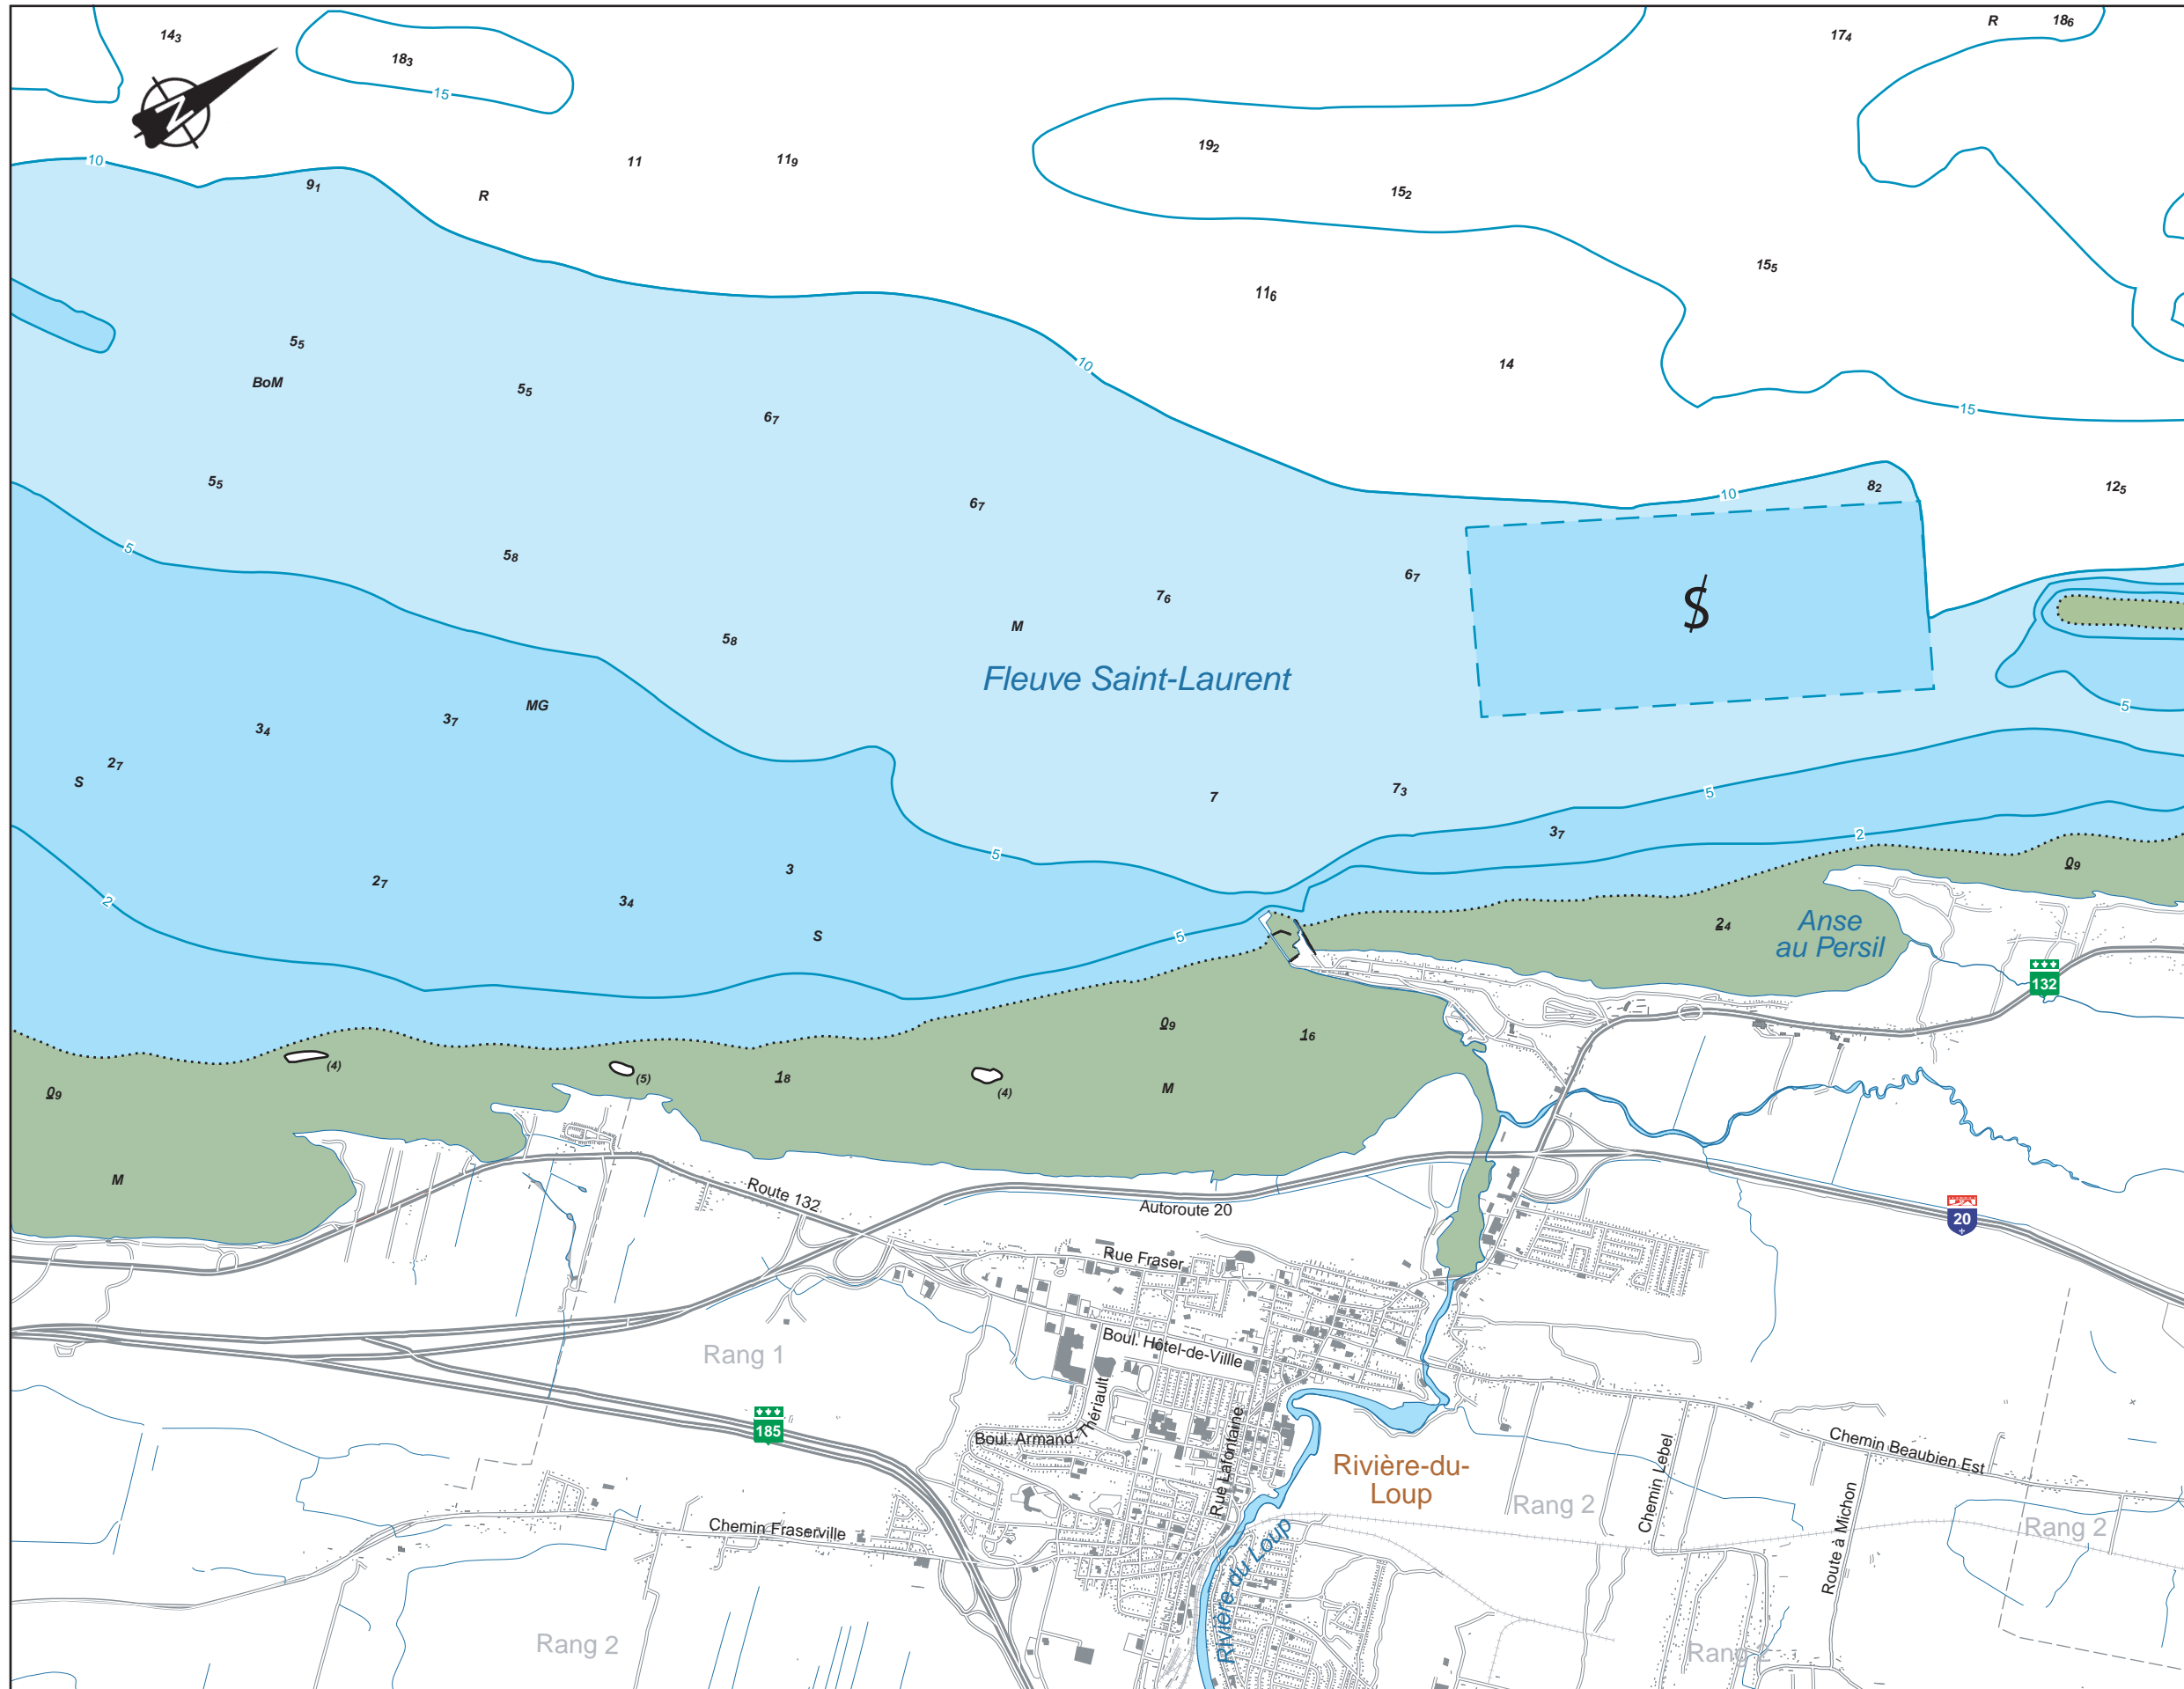 14₃
R
18₆
17₄
18₃
15
N
19₂
11
11₉
10
9₁
R
15₂
15₅
11₆
5₅
BoM
5₅
10
14
6₇
15
5₅
6₇
10
8₂
12₅
5
5₈
6₇
7₆
$
5₈
M
Fleuve Saint-Laurent
MG
3₇
3₄
5
2₇
S
7
7₃
5
3₇
2
5
3
0₉
2₇
3₄
2
S
5
2₄
Anse
au Persil
132
0₉
1₆
(4)
(5)
1₈
(4)
M
0₉
M
Route 132
Autoroute 20
20
Rue Fraser
Boul. Hôtel-de-Villle
Rang 1
Boul. Armand-Thériault
185
Rue Lafontaine
Rivière-du-
Loup
Chemin Beaubien Est
Chemin Lebel
Rang 2
Route à Michon
Rang 2
Chemin Fraserville
Rivière du Loup
Rang 2
Rang 2